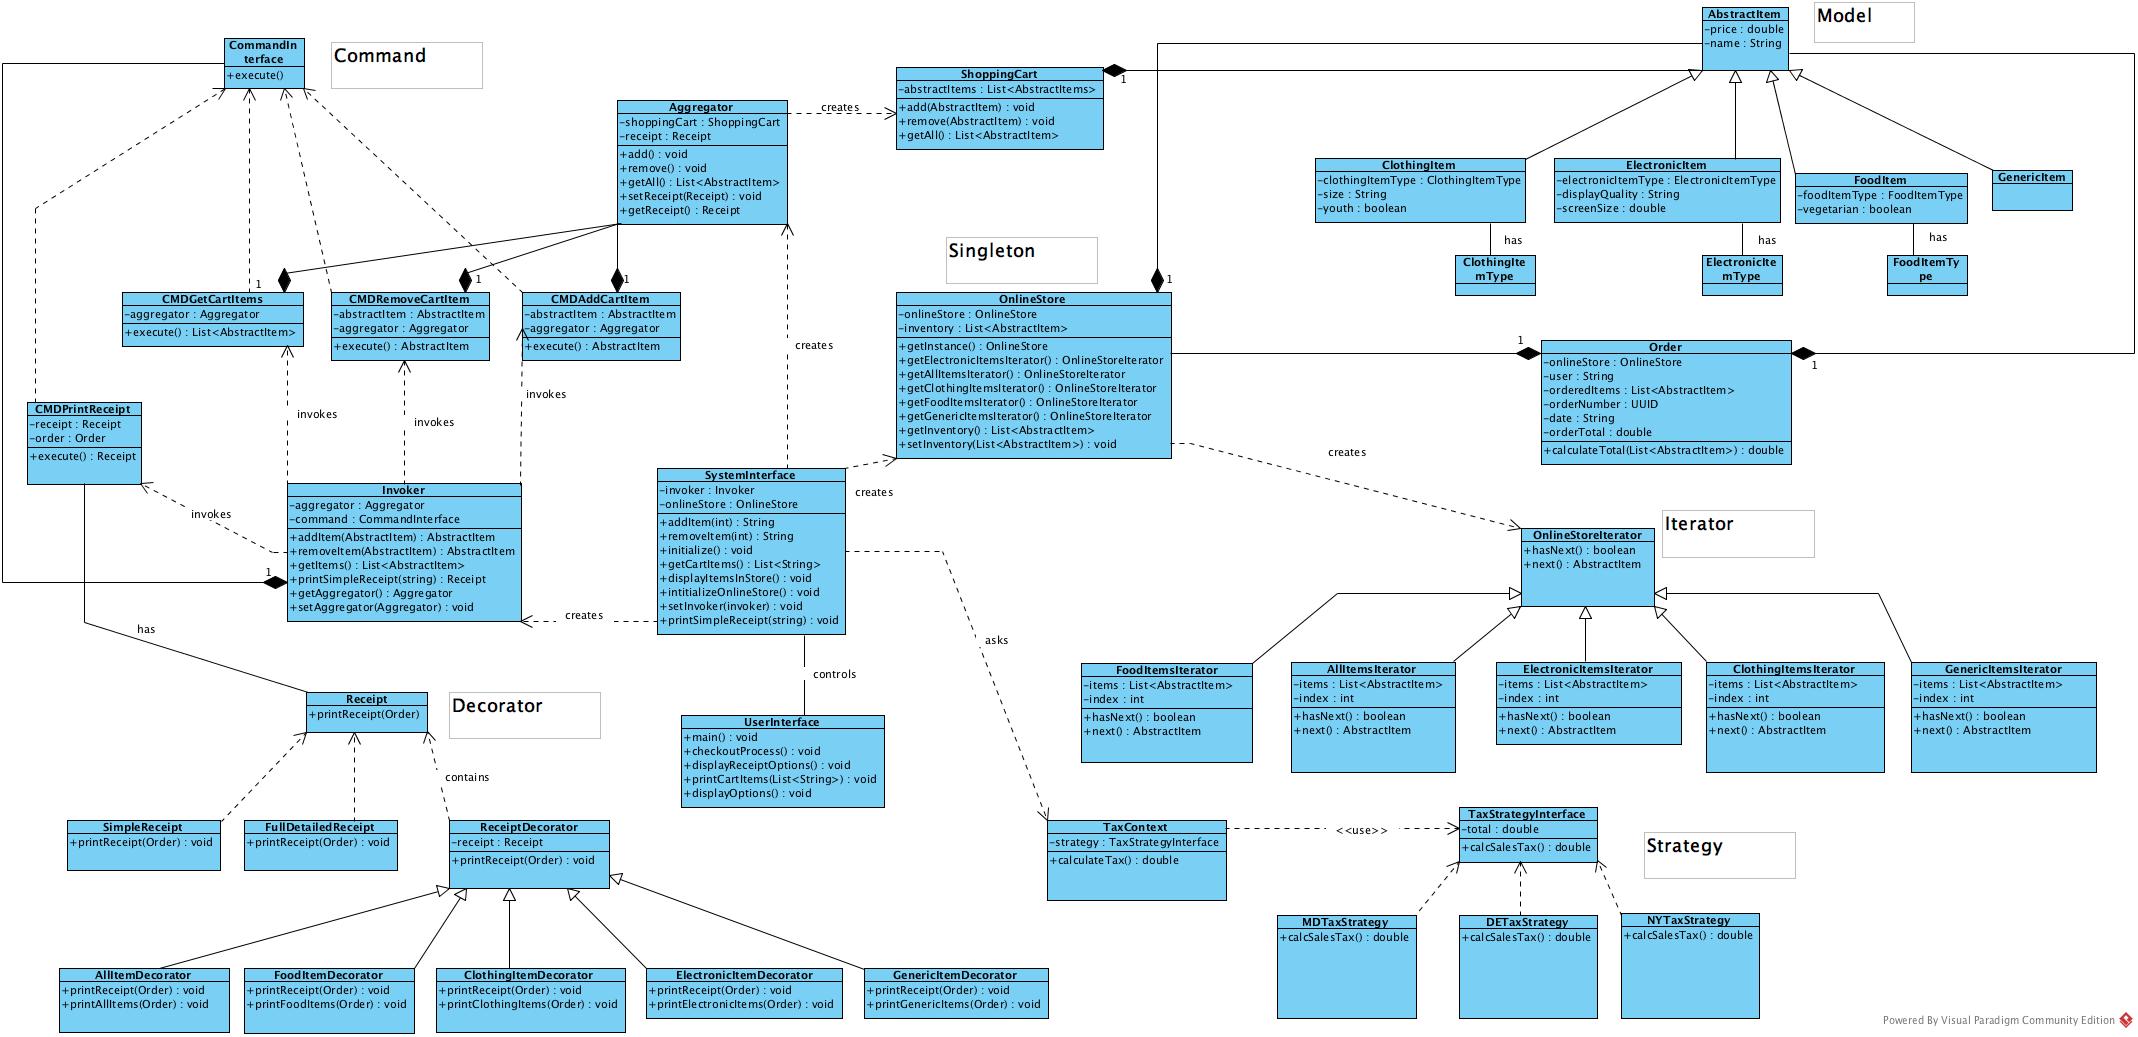 CommandIn
terface
+execute()
Command
Aggregator
-shoppingCart : ShoppingCart
-receipt : Receipt
+add() : void
+remove() : void
+getAll() : List<AbstractItem>
+setReceipt(Receipt) : void
+getReceipt() : Receipt
creates
ShoppingCart
-abstractItems : List<AbstractItems>
+add(AbstractItem) : void
+remove(AbstractItem) : void
+getAll() : List<AbstractItem>
1
AbstractItem
-price : double
-name : String
Model
ClothingItem
-clothingItemType : ClothingItemType
-size : String
-youth : boolean
ElectronicItem
-electronicItemType : ElectronicItemType
-displayQuality : String
-screenSize : double
FoodItem
-foodItemType : FoodItemType
-vegetarian : boolean
GenericItem
has
has
has
ClothingIte
mType
ElectronicIte
mType
FoodItemTy
pe
Singleton
1
1
1
1
CMDGetCartItems
-aggregator : Aggregator
+execute() : List<AbstractItem>
CMDRemoveCartItem
-abstractItem : AbstractItem
-aggregator : Aggregator
+execute() : AbstractItem
CMDAddCartItem
-abstractItem : AbstractItem
-aggregator : Aggregator
+execute() : AbstractItem
creates
OnlineStore
-onlineStore : OnlineStore
-inventory : List<AbstractItem>
+getInstance() : OnlineStore
+getElectronicItemsIterator() : OnlineStoreIterator
+getAllItemsIterator() : OnlineStoreIterator
+getClothingItemsIterator() : OnlineStoreIterator
+getFoodItemsIterator() : OnlineStoreIterator
+getGenericItemsIterator() : OnlineStoreIterator
+getInventory() : List<AbstractItem>
+setInventory(List<AbstractItem>) : void
1
Order
-onlineStore : OnlineStore
-user : String
-orderedItems : List<AbstractItem>
-orderNumber : UUID
-date : String
-orderTotal : double
+calculateTotal(List<AbstractItem>) : double
1
CMDPrintReceipt
-receipt : Receipt
-order : Order
+execute() : Receipt
invokes
invokes
invokes
invokes
Invoker
-aggregator : Aggregator
-command : CommandInterface
+addItem(AbstractItem) : AbstractItem
+removeItem(AbstractItem) : AbstractItem
+getItems() : List<AbstractItem>
+printSimpleReceipt(string) : Receipt
+getAggregator() : Aggregator
+setAggregator(Aggregator) : void
1
creates
SystemInterface
-invoker : Invoker
-onlineStore : OnlineStore
+addItem(int) : String
+removeItem(int) : String
+initialize() : void
+getCartItems() : List<String>
+displayItemsInStore() : void
+intitializeOnlineStore() : void
+setInvoker(invoker) : void
+printSimpleReceipt(string) : void
creates
creates
asks
controls
has
Iterator
OnlineStoreIterator
+hasNext() : boolean
+next() : AbstractItem
FoodItemsIterator
-items : List<AbstractItem>
-index : int
+hasNext() : boolean
+next() : AbstractItem
AllItemsIterator
-items : List<AbstractItem>
-index : int
+hasNext() : boolean
+next() : AbstractItem
ElectronicItemsIterator
-items : List<AbstractItem>
-index : int
+hasNext() : boolean
+next() : AbstractItem
ClothingItemsIterator
-items : List<AbstractItem>
-index : int
+hasNext() : boolean
+next() : AbstractItem
GenericItemsIterator
-items : List<AbstractItem>
-index : int
+hasNext() : boolean
+next() : AbstractItem
Receipt
+printReceipt(Order)
Decorator
UserInterface
+main() : void
+checkoutProcess() : void
+displayReceiptOptions() : void
+printCartItems(List<String>) : void
+displayOptions() : void
contains
SimpleReceipt
+printReceipt(Order) : void
FullDetailedReceipt
+printReceipt(Order) : void
ReceiptDecorator
-receipt : Receipt
+printReceipt(Order) : void
TaxContext
-strategy : TaxStrategyInterface
+calculateTax() : double
<<use>>
TaxStrategyInterface
-total : double
+calcSalesTax() : double
Strategy
MDTaxStrategy
+calcSalesTax() : double
DETaxStrategy
+calcSalesTax() : double
NYTaxStrategy
+calcSalesTax() : double
AllItemDecorator
+printReceipt(Order) : void
+printAllItems(Order) : void
FoodItemDecorator
+printReceipt(Order) : void
+printFoodItems(Order) : void
ClothingItemDecorator
+printReceipt(Order) : void
+printClothingItems(Order) : void
ElectronicItemDecorator
+printReceipt(Order) : void
+printElectronicItems(Order) : void
GenericItemDecorator
+printReceipt(Order) : void
+printGenericItems(Order) : void
Powered By Visual Paradigm Community Edition